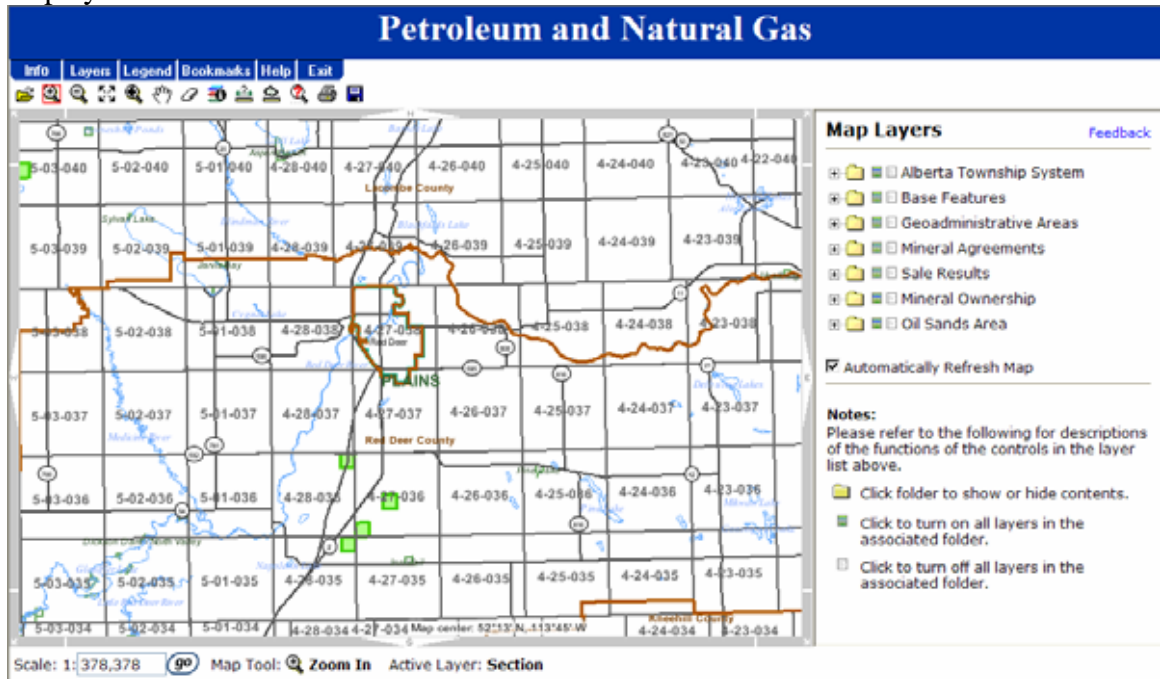 Petroleum and Natural Gas
Info Layers Legend Bookmarks Help Exit
Map Layers
Feedback
Alberta Township System
Base Features
Geoadministrative Areas
Mineral Agreements
Sale Results
Mineral Ownership
Oil Sands Area
Automatically Refresh Map
Notes:
Please refer to the following for descriptions
of the functions of the controls in the layer
list above.
Click folder to show or hide contents.
Click to turn on all layers in the
associated folder.
Click to turn off all layers in the
associated folder.
5-03-040 5-02-040 5-01-040 4-28-040 4-27-040 4-26-040 4-25-040 4-24-040 4-23-040 4-22-040
Lacombe County
Sylvan Lake
5-03-039 5-02-039 5-01-039 4-28-039 4-26-039 4-25-039 4-24-039 4-23-039
5-03-038 5-02-038 5-01-038 4-28-038 4-27-038 4-26-038 4-25-038 4-24-038 4-23-038
Red Deer
Red Deer River
PLAINS
5-03-037 5-02-037 5-01-037 4-28-037 4-27-037 4-26-037 4-25-037 4-24-037 4-23-037
Medicine River
Red Deer County
5-03-036 5-02-036 5-01-036 4-28-036 4-27-036 4-26-036 4-25-036 4-24-036 4-23-036
5-03-035 5-02-035 5-01-035 4-28-035 4-27-035 4-26-035 4-25-035 4-24-035 4-23-035
Kneehill County
5-03-034 5-02-034 5-01-034 4-28-034 4-27-034 Map center: 52°13' N, -113°45' W 4-24-034 4-23-034
Scale: 1: 378,378 go Map Tool: Zoom In Active Layer: Section